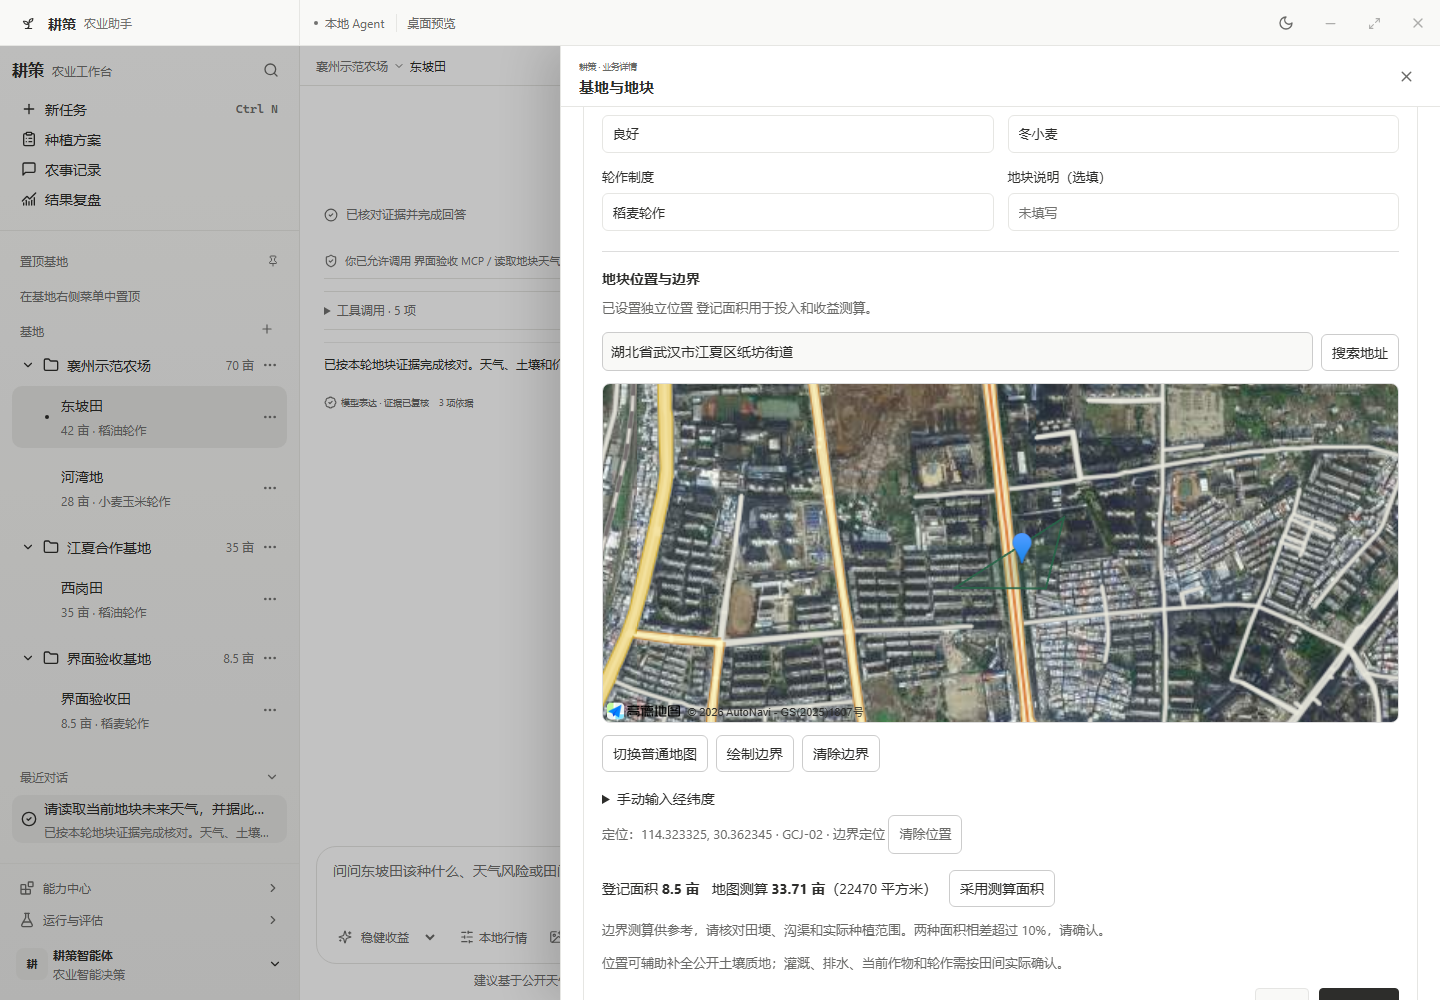 耕策 农业助手
本地 Agent 桌面预览
耕策 农业工作台
新任务 Ctrl N
种植方案
农事记录
结果复盘
置顶基地
在基地右侧菜单中置顶
基地
襄州示范农场 70 亩
东坡田
42 亩 · 稻油轮作
河湾地
28 亩 · 小麦玉米轮作
江夏合作基地 35 亩
西岗田
35 亩 · 稻油轮作
界面验收基地 8.5 亩
界面验收田
8.5 亩 · 稻麦轮作
最近对话
请读取当前地块未来天气，并据此...
已按本轮地块证据完成核对。天气、土壤...
能力中心
运行与评估
耕 耕策智能体
农业智能决策
襄州示范农场 东坡田
已核对证据并完成回答
你已允许调用 界面验收 MCP / 读取地块天气
工具调用 · 5 项
已按本轮地块证据完成核对。天气、土壤和
模型表达 · 证据已复核 3 项依据
问问东坡田该种什么、天气风险或田
稳健收益 本地行情
建议基于公开天
耕策 · 业务详情
基地与地块
良好 冬小麦
轮作制度 地块说明（选填）
稻麦轮作 未填写
地块位置与边界
已设置独立位置 登记面积用于投入和收益测算。
湖北省武汉市江夏区纸坊街道 搜索地址
高德地图 © 2026 AutoNavi - GS(2025)1807号
切换普通地图 绘制边界 清除边界
手动输入经纬度
定位：114.323325, 30.362345 · GCJ-02 · 边界定位 清除位置
登记面积 8.5 亩 地图测算 33.71 亩（22470 平方米） 采用测算面积
边界测算供参考，请核对田埂、沟渠和实际种植范围。两种面积相差超过 10%，请确认。
位置可辅助补全公开土壤质地；灌溉、排水、当前作物和轮作需按田间实际确认。